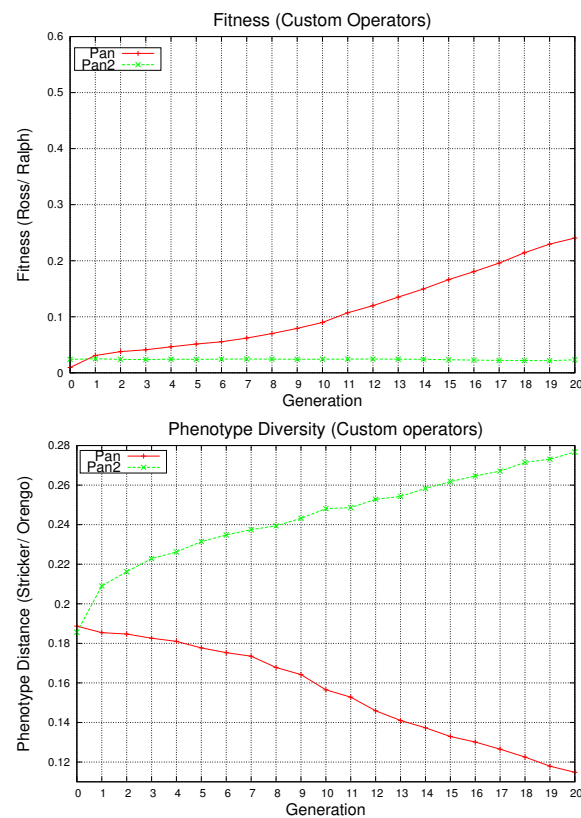 Fitness (Custom Operators)
Fitness (Ross/ Ralph)
Pan
Pan2
0.6
0.5
0.4
0.3
0.2
0.1
0
0 1 2 3 4 5 6 7 8 9 10 11 12 13 14 15 16 17 18 19 20
Generation
Phenotype Diversity (Custom operators)
Phenotype Distance (Stricker/ Orengo)
Pan
Pan2
0.28
0.26
0.24
0.22
0.2
0.18
0.16
0.14
0.12
0 1 2 3 4 5 6 7 8 9 10 11 12 13 14 15 16 17 18 19 20
Generation